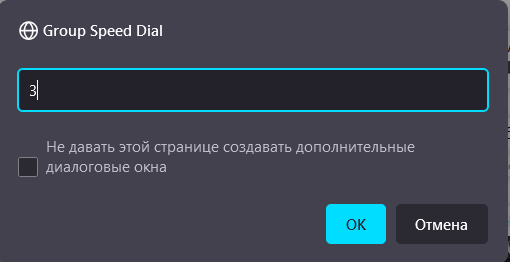 Group Speed Dial
3
Не давать этой странице создавать дополнительные
диалоговые окна
OK
Отмена